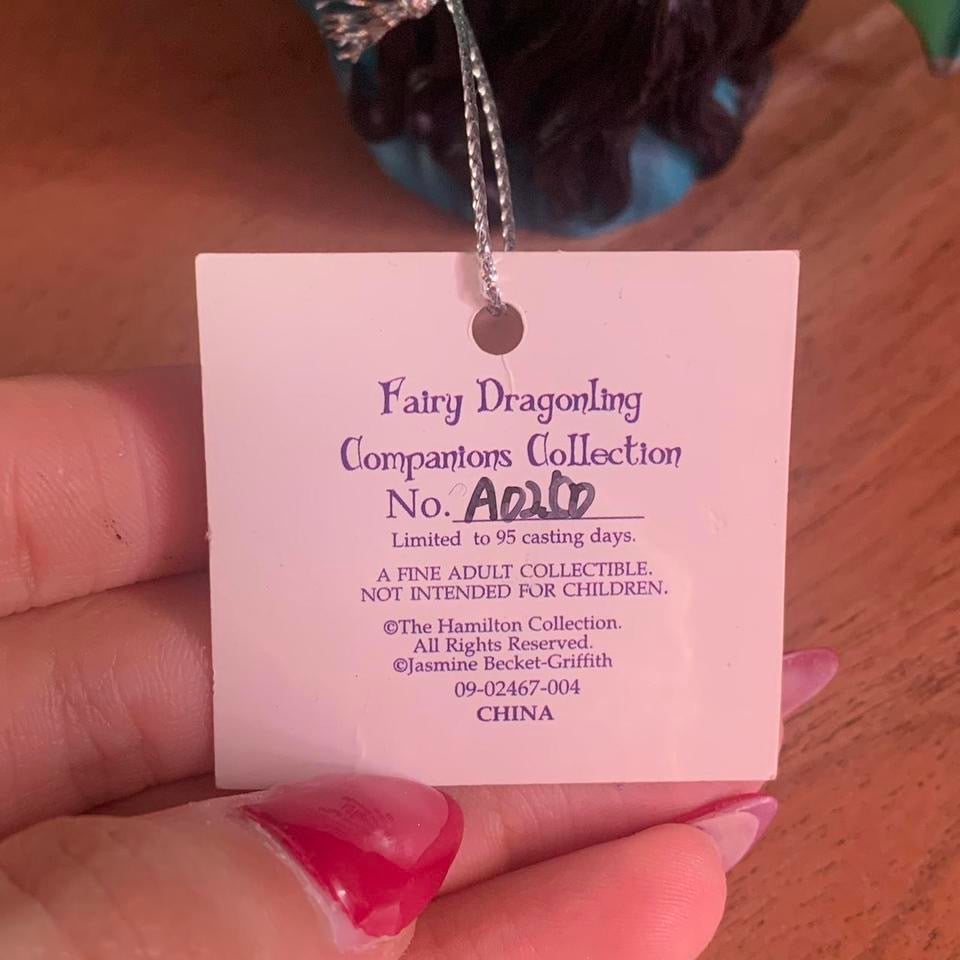 Fairy Dragonling
Companions Collection
No.
Limited to 95 casting days.
A FINE ADULT COLLECTIBLE.
NOT INTENDED FOR CHILDREN.
©The Hamilton Collection.
All Rights Reserved.
©Jasmine Becket-Griffith
09-02467-004
CHINA